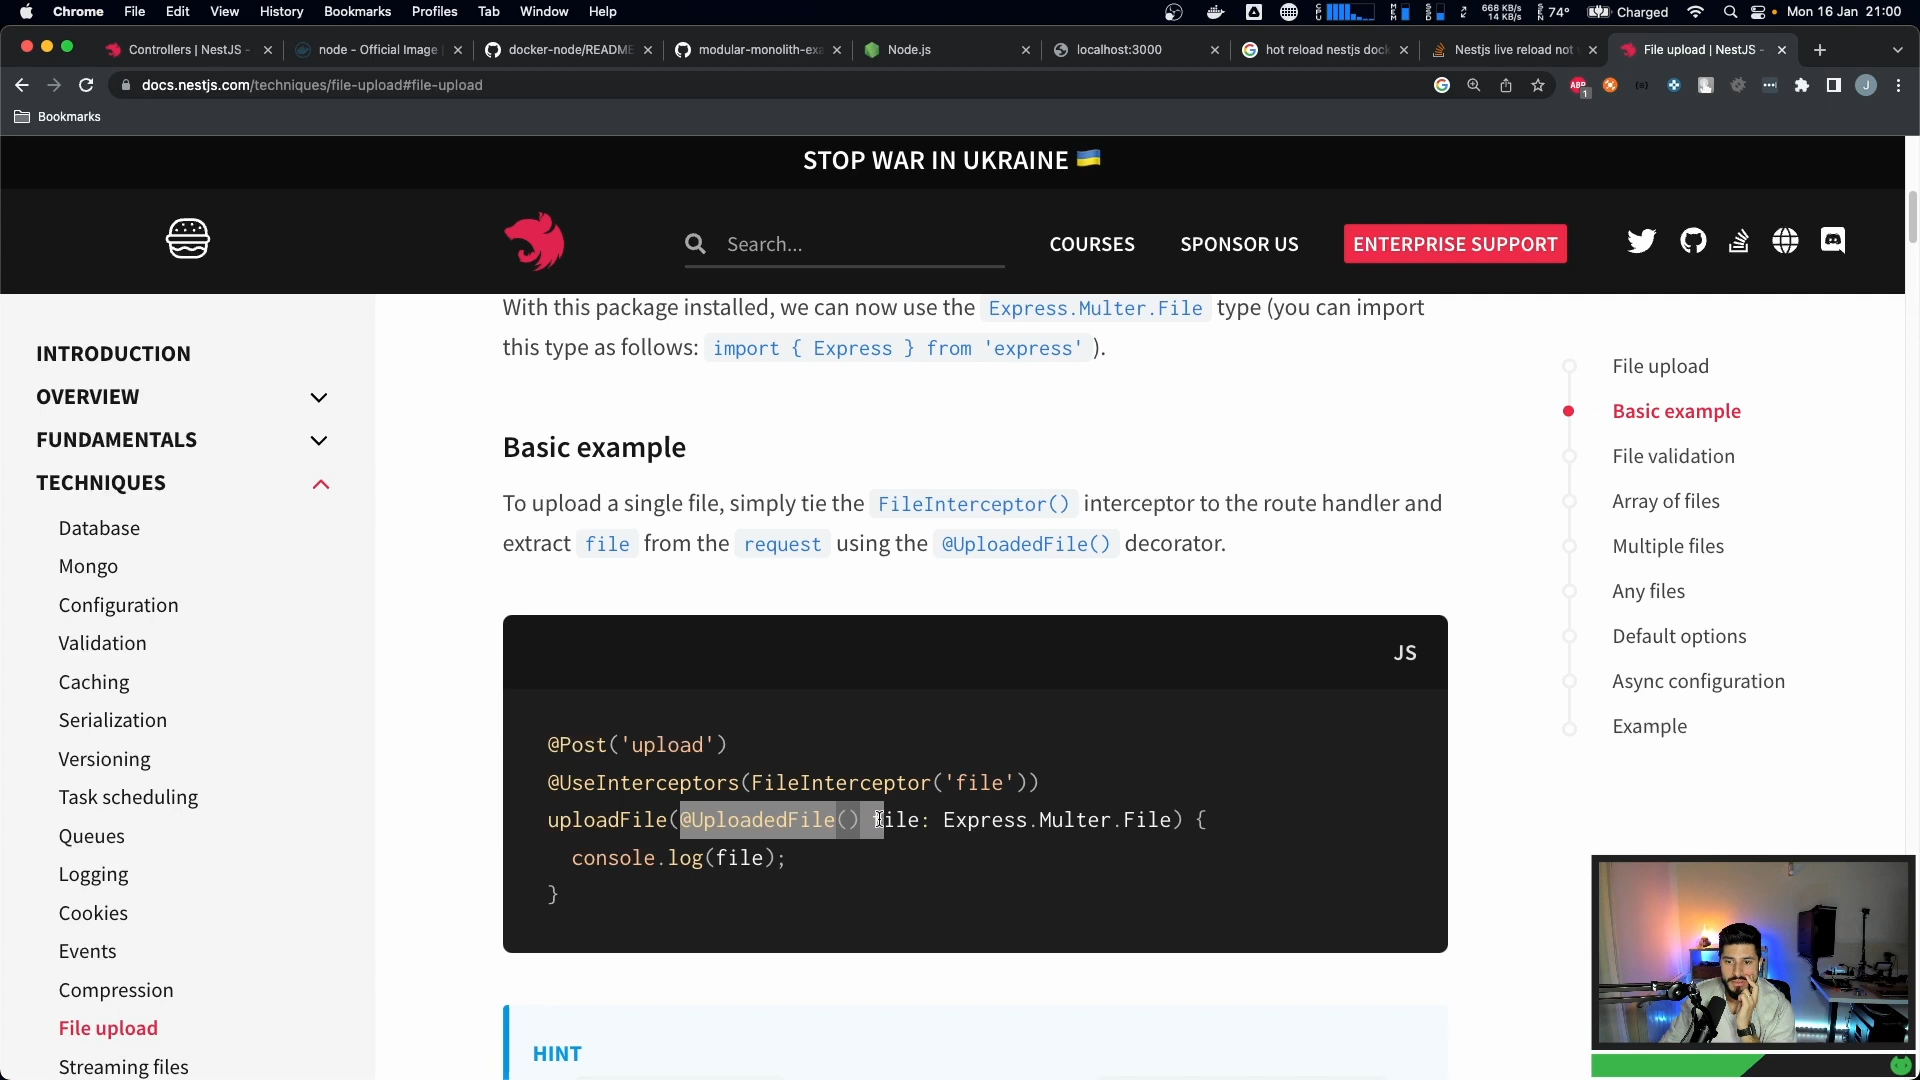 Chrome File Edit View History Bookmarks Profiles Tab Window Help 668 KB/s 14 KB/s 74° Charged Mon 16 Jan 21:00
Controllers | NestJS - node - Official Image docker-node/README modular-monolith-exa Node.js localhost:3000 hot reload nestjs dock Nestjs live reload not File upload | NestJS -
docs.nestjs.com/techniques/file-upload#file-upload
Bookmarks
STOP WAR IN UKRAINE
Search...
COURSES SPONSOR US ENTERPRISE SUPPORT
With this package installed, we can now use the Express.Multer.File type (you can import
this type as follows: import { Express } from 'express' ).
Basic example
To upload a single file, simply tie the FileInterceptor() interceptor to the route handler and
extract file from the request using the @UploadedFile() decorator.
JS
@Post('upload')
@UseInterceptors(FileInterceptor('file'))
uploadFile(@UploadedFile() file: Express.Multer.File) {
console.log(file);
}
HINT
INTRODUCTION
OVERVIEW
FUNDAMENTALS
TECHNIQUES
Database
Mongo
Configuration
Validation
Caching
Serialization
Versioning
Task scheduling
Queues
Logging
Cookies
Events
Compression
File upload
Streaming files
File upload
Basic example
File validation
Array of files
Multiple files
Any files
Default options
Async configuration
Example